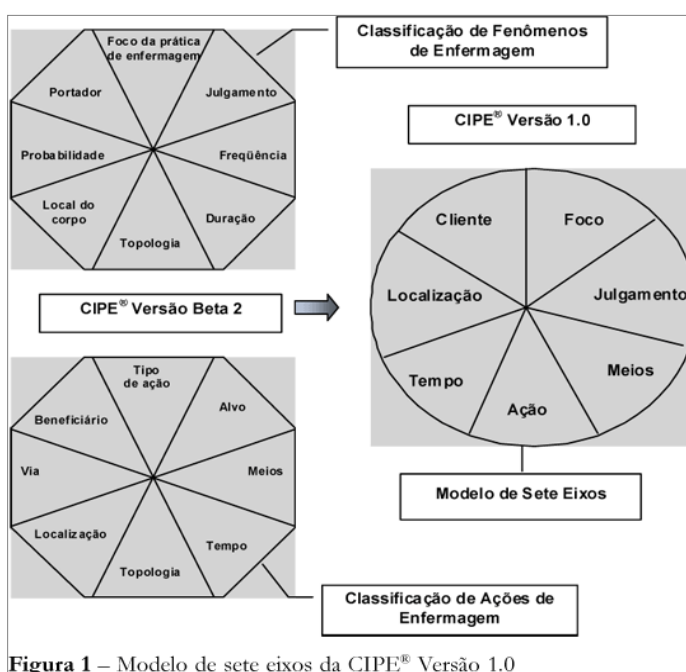 Classificação de Fenômenos
de Enfermagem
Foco da prática
de enfermagem
Portador
Julgamento
Probabilidade
Freqüência
Local do
corpo
Duração
Topologia
CIPE® Versão Beta 2
CIPE® Versão 1.0
Cliente
Foco
Localização
Julgamento
Tempo
Meios
Ação
Modelo de Sete Eixos
Tipo
de ação
Beneficiário
Alvo
Via
Meios
Localização
Tempo
Topologia
Classificação de Ações de
Enfermagem
Figura 1 – Modelo de sete eixos da CIPE® Versão 1.0